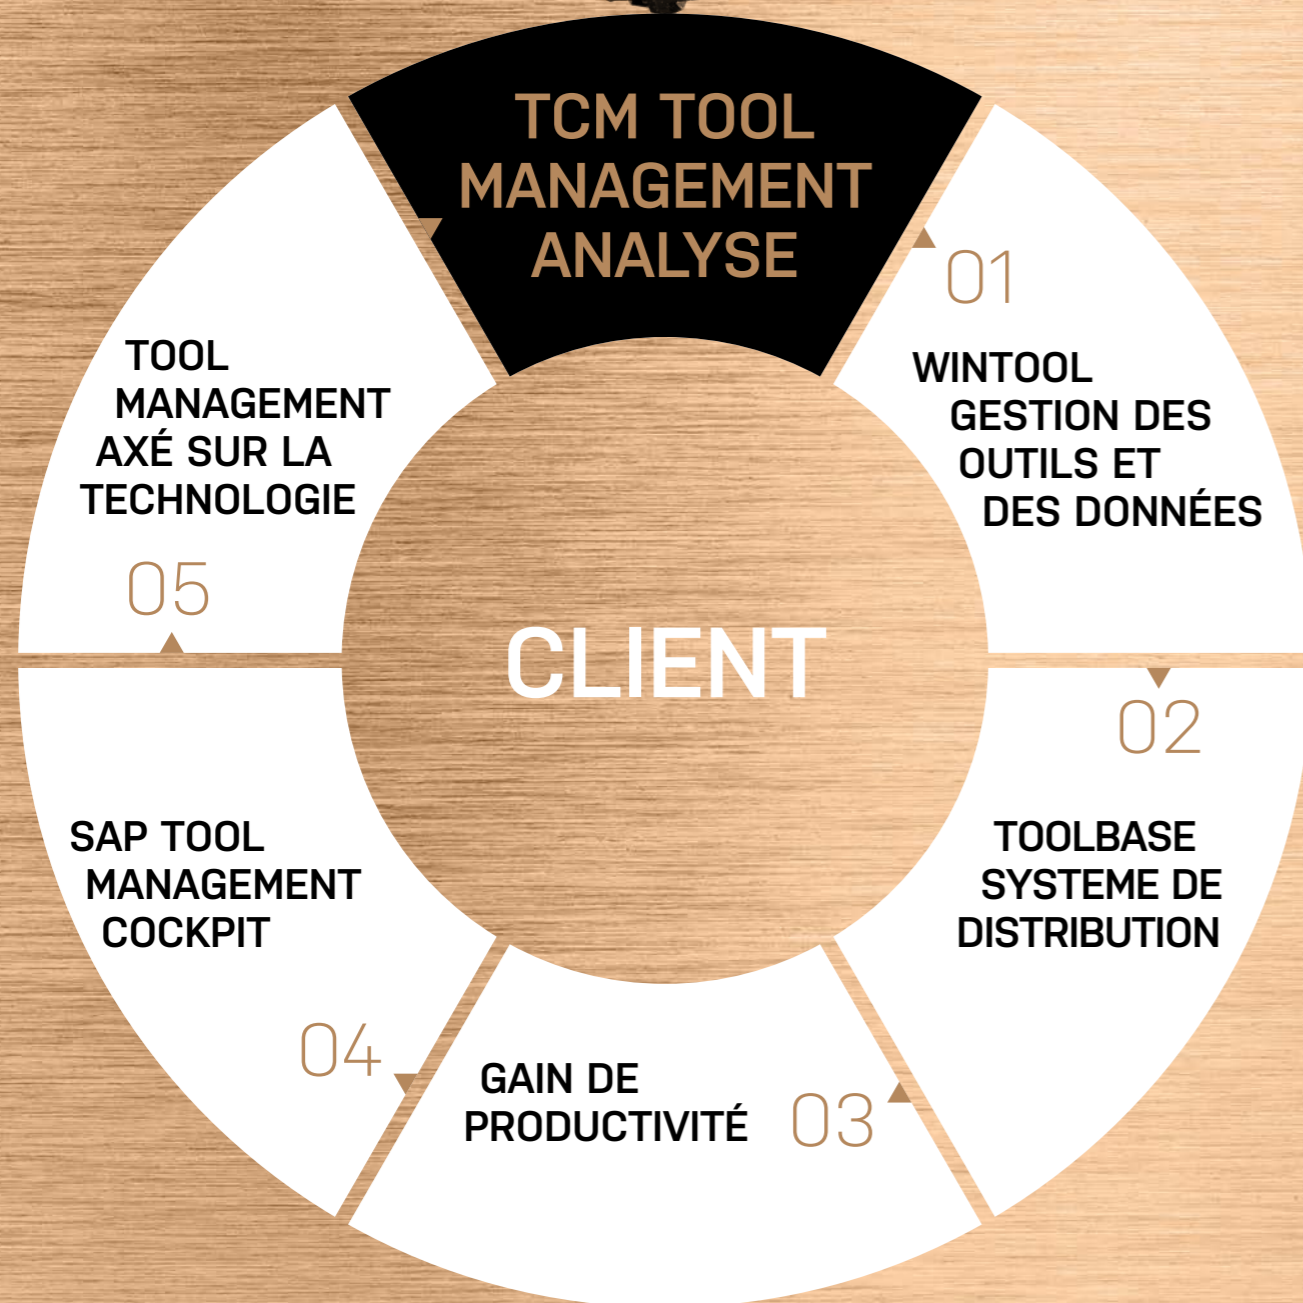 TCM TOOL
MANAGEMENT
ANALYSE
01
WINTOOL
GESTION DES
OUTILS ET
DES DONNÉES
02
TOOLBASE
SYSTEME DE
DISTRIBUTION
GAIN DE
PRODUCTIVITÉ
03
SAP TOOL
MANAGEMENT
COCKPIT
04
TOOL
MANAGEMENT
AXÉ SUR LA
TECHNOLOGIE
05
CLIENT